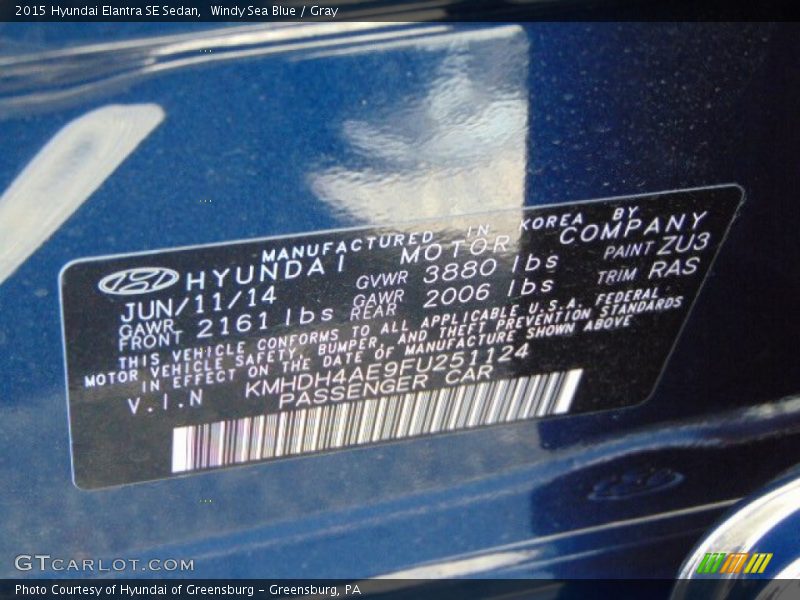 2015 Hyundai Elantra SE Sedan, Windy Sea Blue / Gray
MANUFACTURED IN KOREA BY
HYUNDAI MOTOR COMPANY
JUN/11/14 GVWR 3880 lbs PAINT ZU3
GAWR FRONT 2161 lbs GAWR REAR 2006 lbs TRIM RAS
THIS VEHICLE CONFORMS TO ALL APPLICABLE U.S.A. FEDERAL
MOTOR VEHICLE SAFETY, BUMPER, AND THEFT PREVENTION STANDARDS
IN EFFECT ON THE DATE OF MANUFACTURE SHOWN ABOVE
V.I.N KMHDH4AE9FU251124
PASSENGER CAR
GTCARLOT.COM
Photo Courtesy of Hyundai of Greensburg - Greensburg, PA